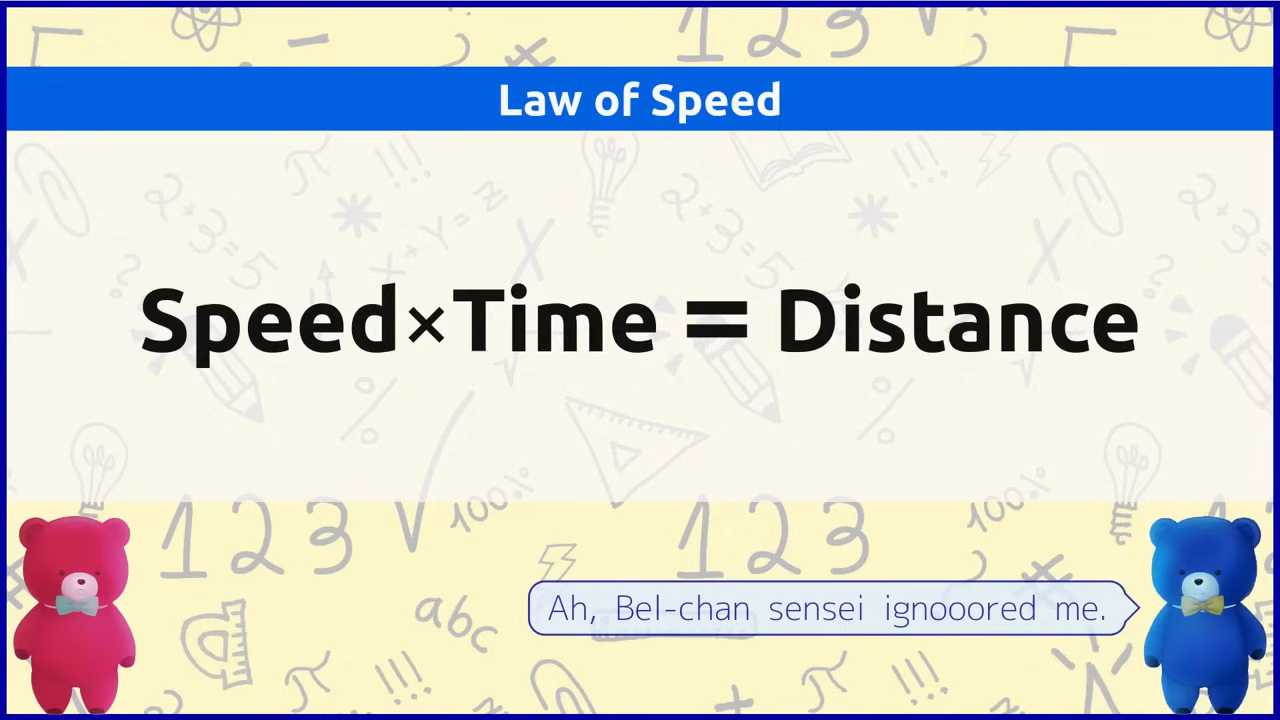 Law of Speed
Speed×Time = Distance
Ah, Bel-chan sensei ignooored me.